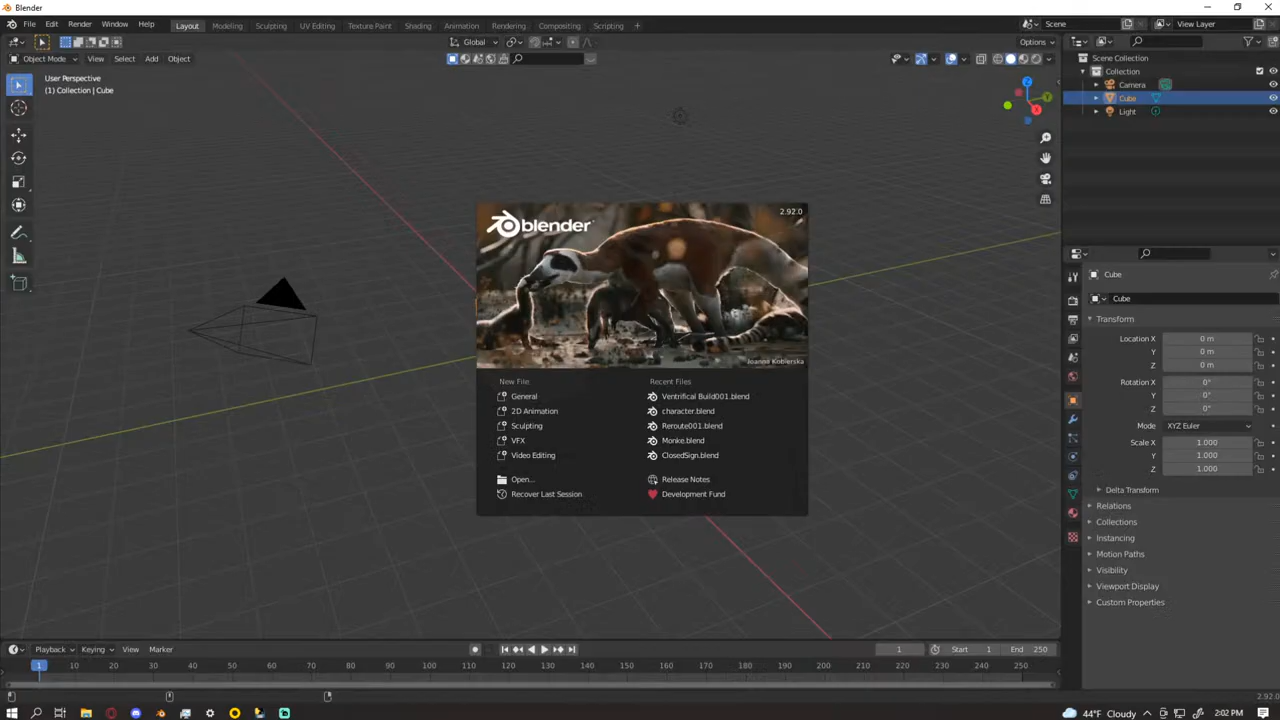 Blender
File Edit Render Window Help
Layout Modeling Sculpting UV Editing Texture Paint Shading Animation Rendering Compositing Scripting +
Scene
View Layer
Global
Options
Object Mode View Select Add Object
User Perspective
(1) Collection | Cube
Scene Collection
Collection
Camera
Cube
Light
Z
Y
X
blender
2.92.0
Joanna Kobierska
New File
General
2D Animation
Sculpting
VFX
Video Editing
Open...
Recover Last Session
Recent Files
Ventrifical Build001.blend
character.blend
Reroute001.blend
Monke.blend
ClosedSign.blend
Release Notes
Development Fund
Cube
Cube
Transform
Location X 0 m
Y 0 m
Z 0 m
Rotation X 0°
Y 0°
Z 0°
Mode XYZ Euler
Scale X 1.000
Y 1.000
Z 1.000
Delta Transform
Relations
Collections
Instancing
Motion Paths
Visibility
Viewport Display
Custom Properties
Playback Keying View Marker
1 Start 1 End 250
1 10 20 30 40 50 60 70 80 90 100 110 120 130 140 150 160 170 180 190 200 210 220 230 240 250
2.92.0
44°F Cloudy 2:02 PM